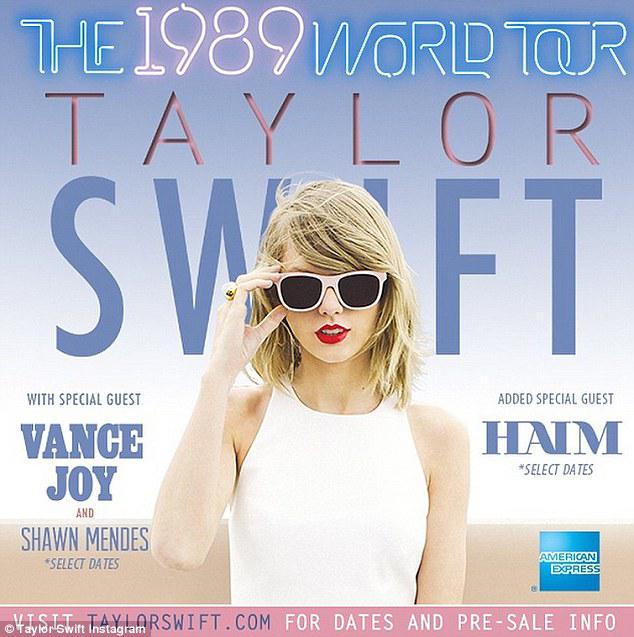 THE 1989 WORLD TOUR
TAYLOR
SWIFT
WITH SPECIAL GUEST
VANCE
JOY
AND
SHAWN MENDES
*SELECT DATES
ADDED SPECIAL GUEST
HAIM
*SELECT DATES
AMERICAN
EXPRESS
®
VISIT TAYLORSWIFT.COM FOR DATES AND PRE-SALE INFO
© Taylor Swift Instagram